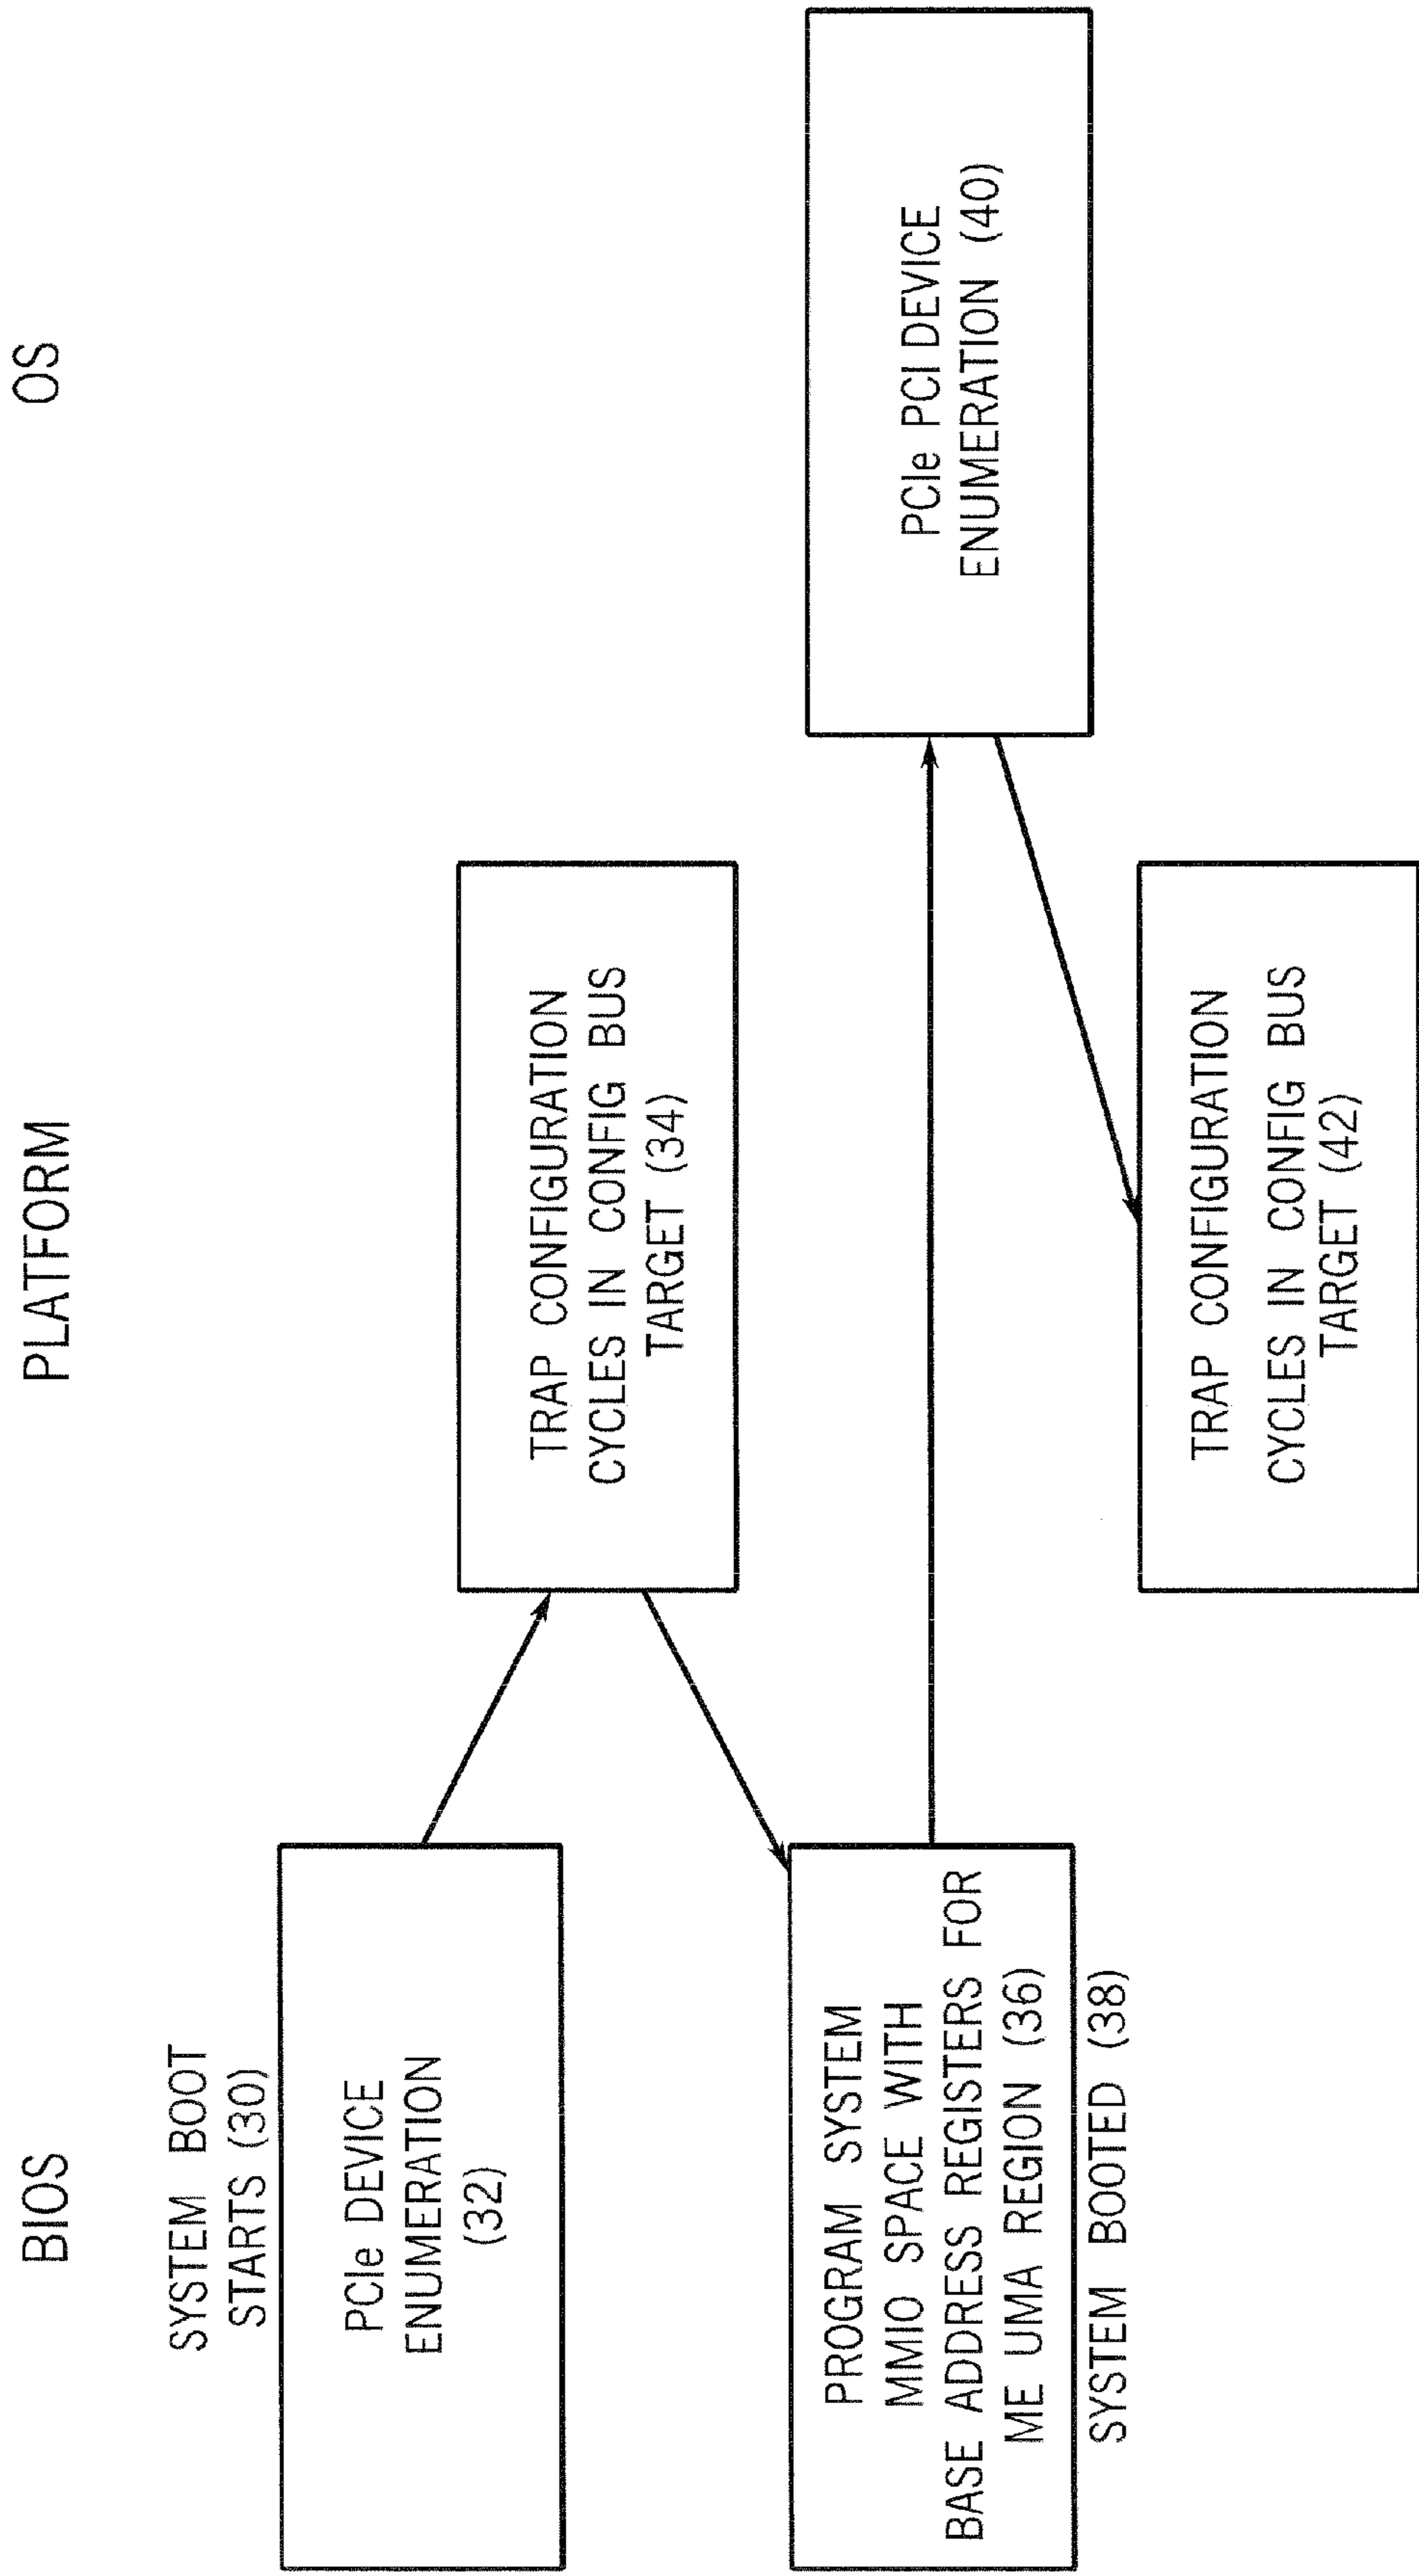 BIOS
PLATFORM
OS
SYSTEM BOOT
STARTS (30)
PCIe DEVICE
ENUMERATION
(32)
TRAP CONFIGURATION
CYCLES IN CONFIG BUS
TARGET (34)
PROGRAM SYSTEM
MMIO SPACE WITH
BASE ADDRESS REGISTERS FOR
ME UMA REGION (36)
SYSTEM BOOTED (38)
PCIe PCI DEVICE
ENUMERATION (40)
TRAP CONFIGURATION
CYCLES IN CONFIG BUS
TARGET (42)